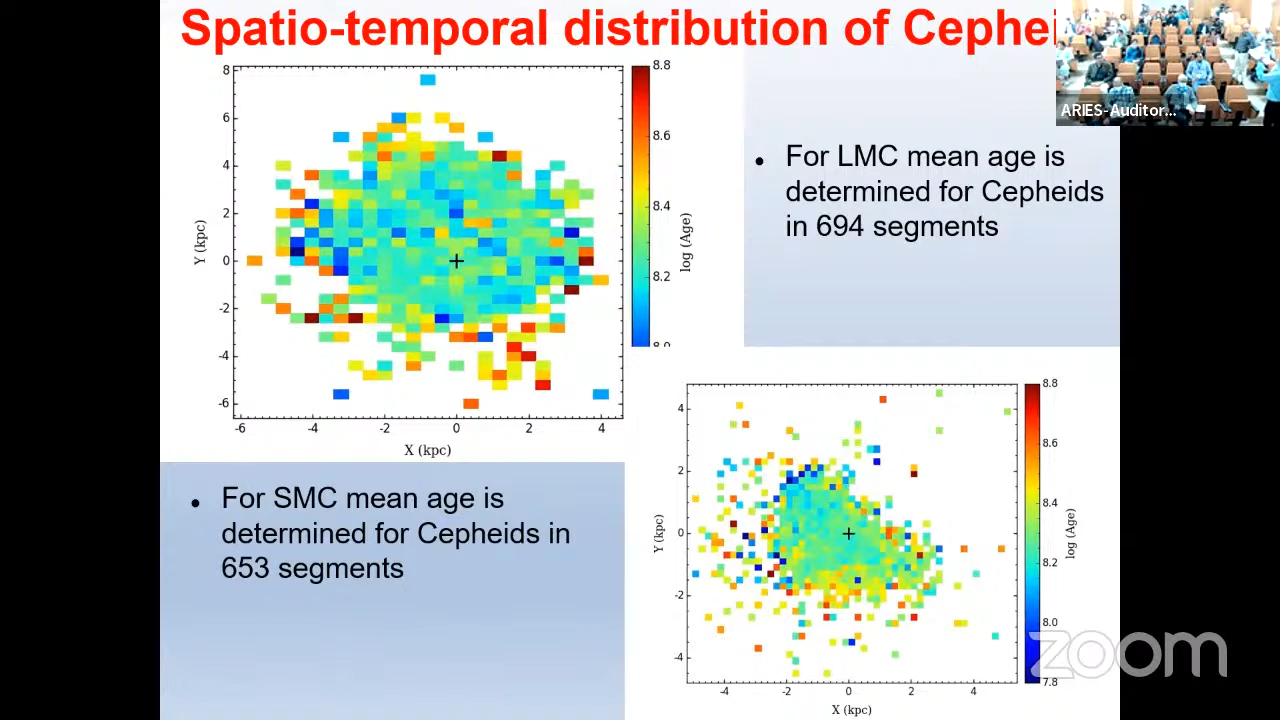 Spatio-temporal distribution of Cephei
ARIES-Auditor...
8
6
4
2
0
-2
-4
-6
-6
-4
-2
0
2
4
X (kpc)
Y (kpc)
8.8
8.6
8.4
8.2
8.0
log (Age)
• For LMC mean age is
determined for Cepheids
in 694 segments
• For SMC mean age is
determined for Cepheids in
653 segments
4
2
0
-2
-4
-4
-2
0
2
4
X (kpc)
Y (kpc)
8.8
8.6
8.4
8.2
8.0
7.8
log (Age)
zoom